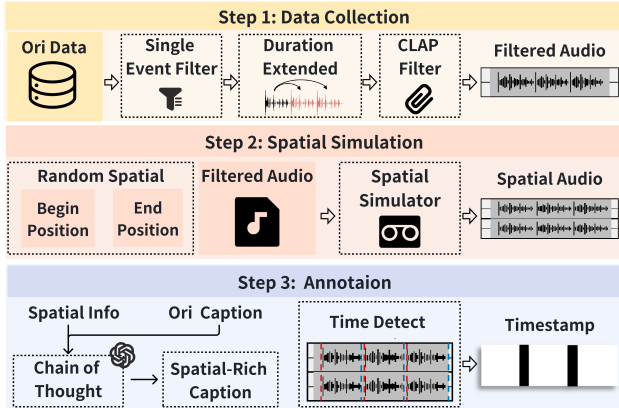 Step 1: Data Collection
Ori Data
Single
Event Filter
Duration
Extended
CLAP
Filter
Filtered Audio
Step 2: Spatial Simulation
Random Spatial
Begin
Position
End
Position
Filtered Audio
Spatial
Simulator
Spatial Audio
Step 3: Annotaion
Spatial Info
Ori Caption
Chain of
Thought
Spatial-Rich
Caption
Time Detect
Timestamp